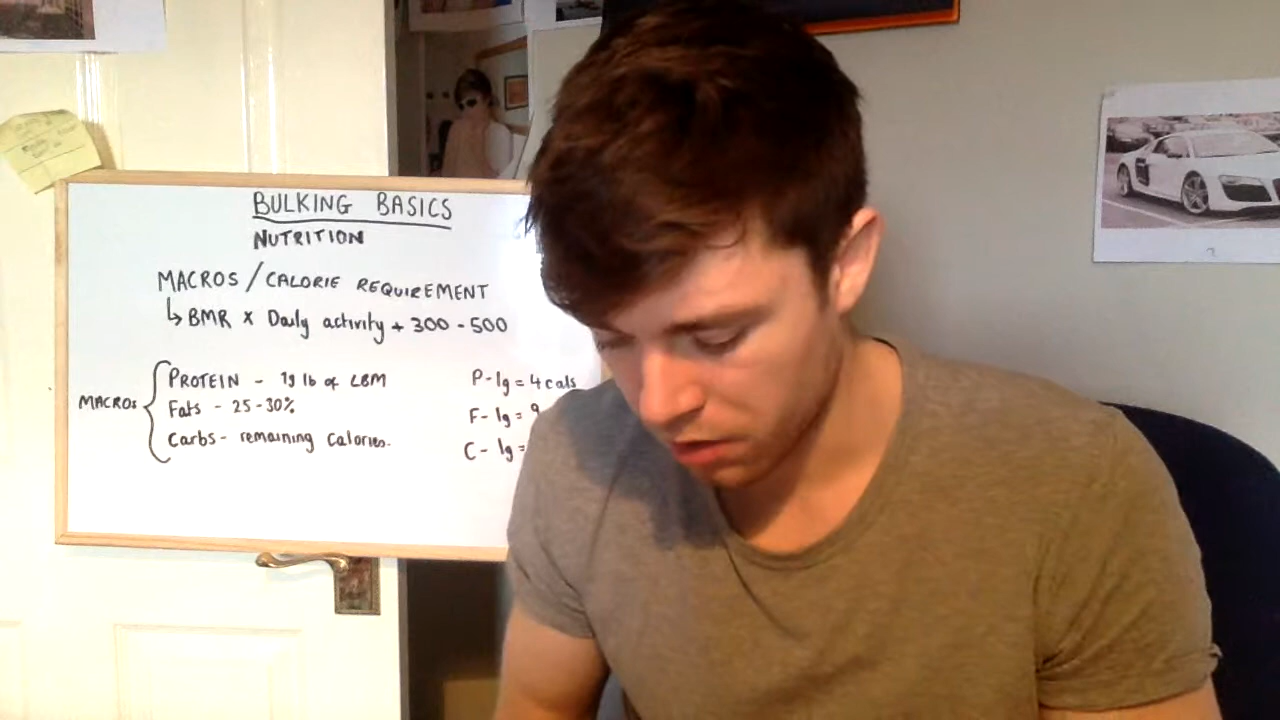 BULKING BASICS
NUTRITION
MACROS / CALORIE REQUIREMENT
↳ BMR x Daily activity + 300 - 500
MACROS
PROTEIN - 1g lb of LBM
Fats - 25-30%
Carbs - remaining calories.
P-1g = 4 cals
F- 1g = 9
C- 1g =